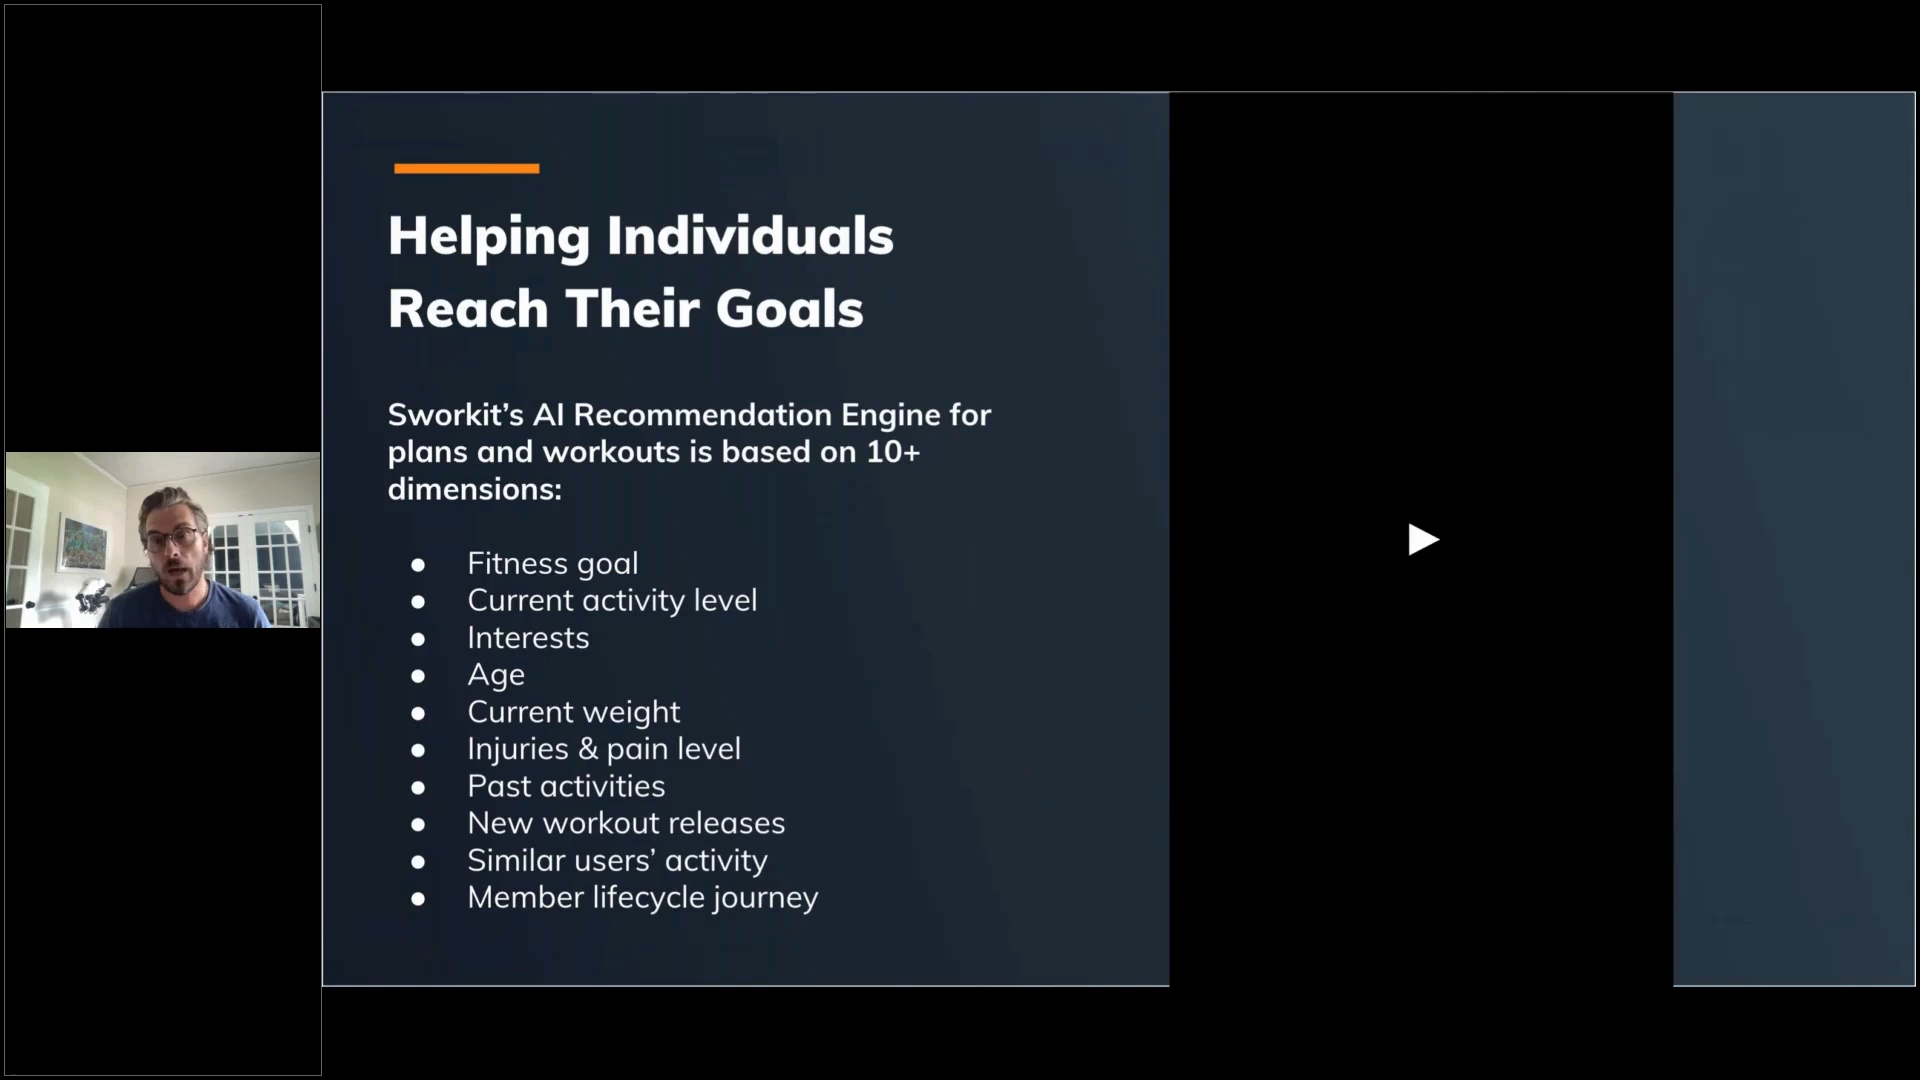 Helping Individuals
Reach Their Goals
Sworkit’s AI Recommendation Engine for
plans and workouts is based on 10+
dimensions:
● Fitness goal
● Current activity level
● Interests
● Age
● Current weight
● Injuries & pain level
● Past activities
● New workout releases
● Similar users’ activity
● Member lifecycle journey